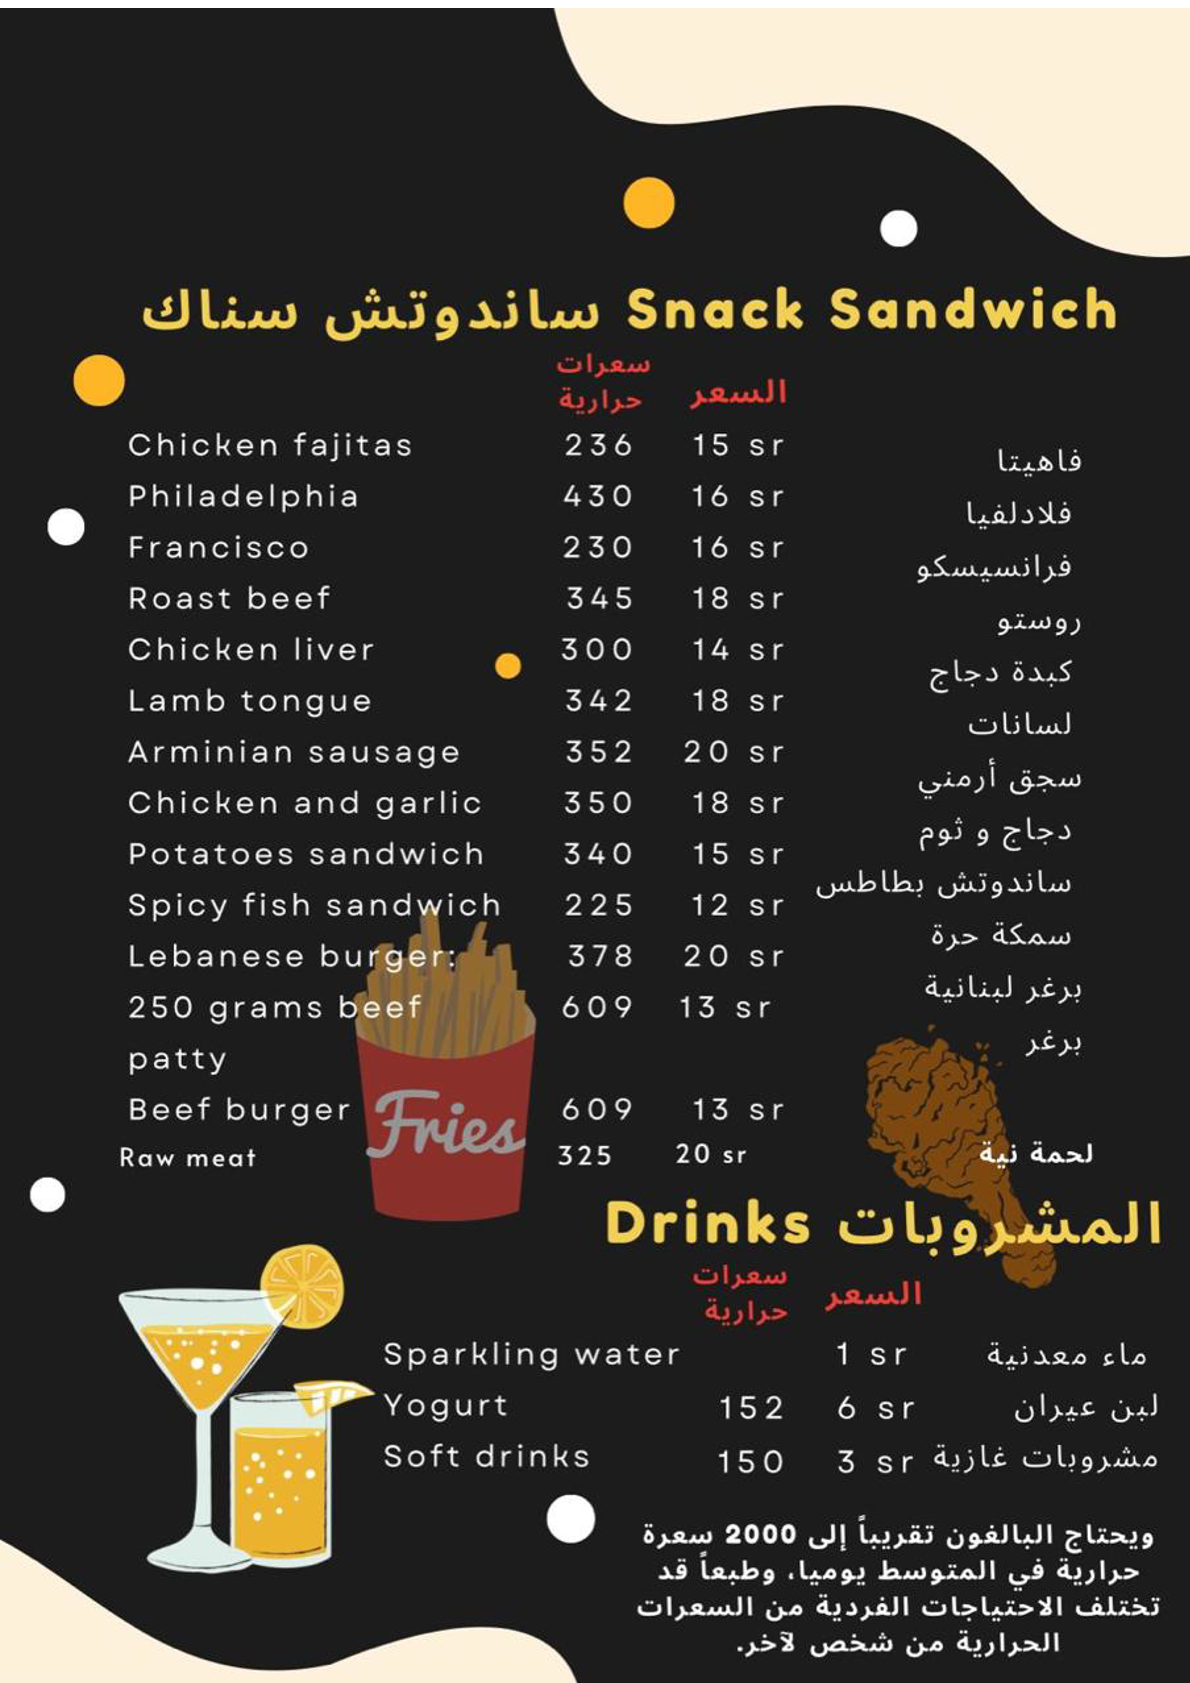 ساندوتش سناك Snack Sandwich
سعرات حرارية السعر
Chicken fajitas 236 15 sr فاهيتا
Philadelphia 430 16 sr فلادلفيا
Francisco 230 16 sr فرانسيسكو
Roast beef 345 18 sr روستو
Chicken liver 300 14 sr كبدة دجاج
Lamb tongue 342 18 sr لسانات
Arminian sausage 352 20 sr سجق أرمني
Chicken and garlic 350 18 sr دجاج و ثوم
Potatoes sandwich 340 15 sr ساندوتش بطاطس
Spicy fish sandwich 225 12 sr سمكة حرة
Lebanese burger: 378 20 sr برغر لبنانية
250 grams beef 609 13 sr برغر
patty
Beef burger 609 13 sr
Raw meat 325 20 sr لحمة نية
Fries
Drinks المشروبات
سعرات حرارية السعر
Sparkling water 1 sr ماء معدنية
Yogurt 152 6 sr لبن عيران
Soft drinks 150 3 sr مشروبات غازية
ويحتاج البالغون تقريباً إلى 2000 سعرة
حرارية في المتوسط يوميا، وطبعاً قد
تختلف الاحتياجات الفردية من السعرات
الحرارية من شخص لآخر.